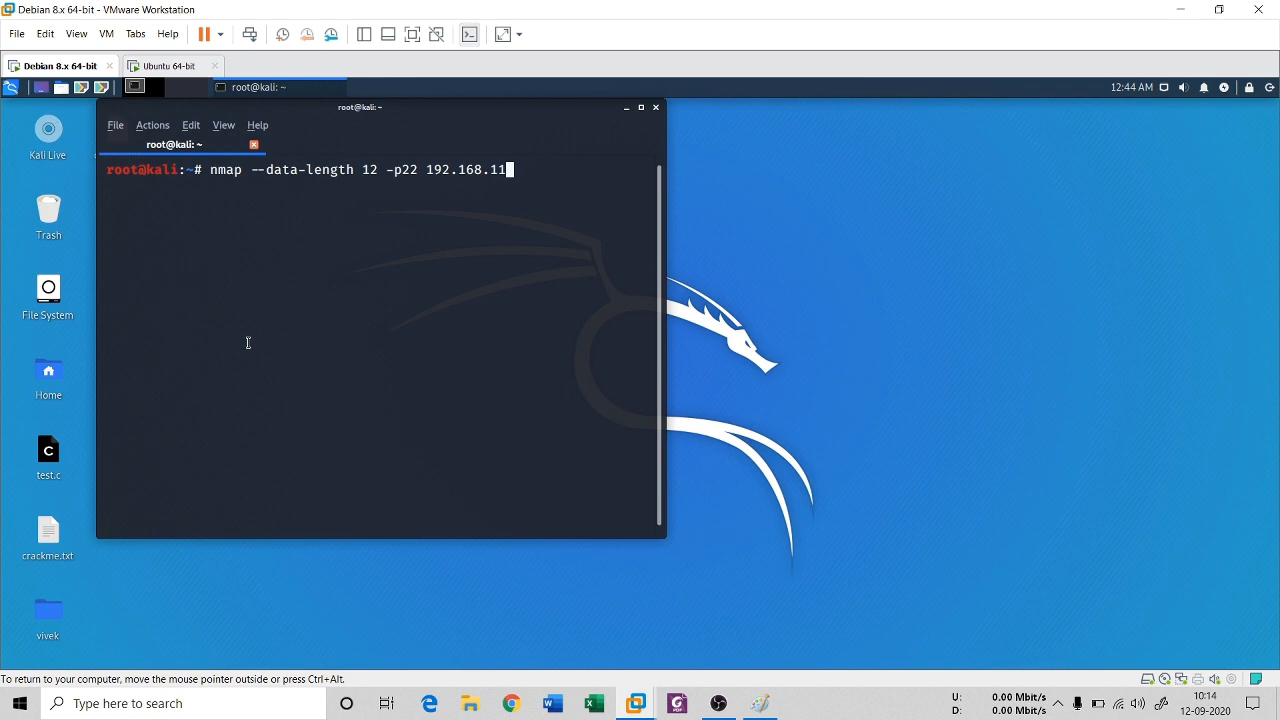 Debian 8.x 64-bit - VMware Workstation
File Edit View VM Tabs Help
Debian 8.x 64-bit Ubuntu 64-bit
root@kali: ~ 12:44 AM
root@kali: ~
File Actions Edit View Help
root@kali: ~
root@kali:~# nmap --data-length 12 -p22 192.168.11
Kali Live
Trash
File System
Home
C
test.c
crackme.txt
vivek
To return to your computer, move the mouse pointer outside or press Ctrl+Alt.
Type here to search
U: 0.00 Mbit/s
D: 0.00 Mbit/s
10:14
12-09-2020